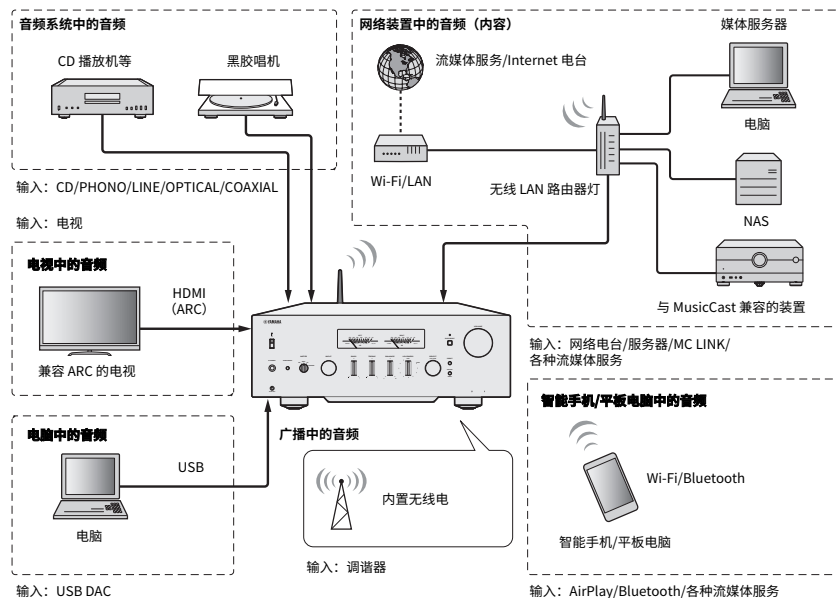 音频系统中的音频
CD 播放机等
黑胶唱机
输入：CD/PHONO/LINE/OPTICAL/COAXIAL
网络装置中的音频（内容）
流媒体服务/Internet 电台
媒体服务器
电脑
Wi-Fi/LAN
无线 LAN 路由器灯
NAS
与 MusicCast 兼容的装置
输入：网络电台/服务器/MC LINK/
各种流媒体服务
输入：电视
电视中的音频
HDMI
（ARC）
兼容 ARC 的电视
YAMAHA
电脑中的音频
USB
电脑
输入：USB DAC
广播中的音频
内置无线电
输入：调谐器
智能手机/平板电脑中的音频
Wi-Fi/Bluetooth
智能手机/平板电脑
输入：AirPlay/Bluetooth/各种流媒体服务